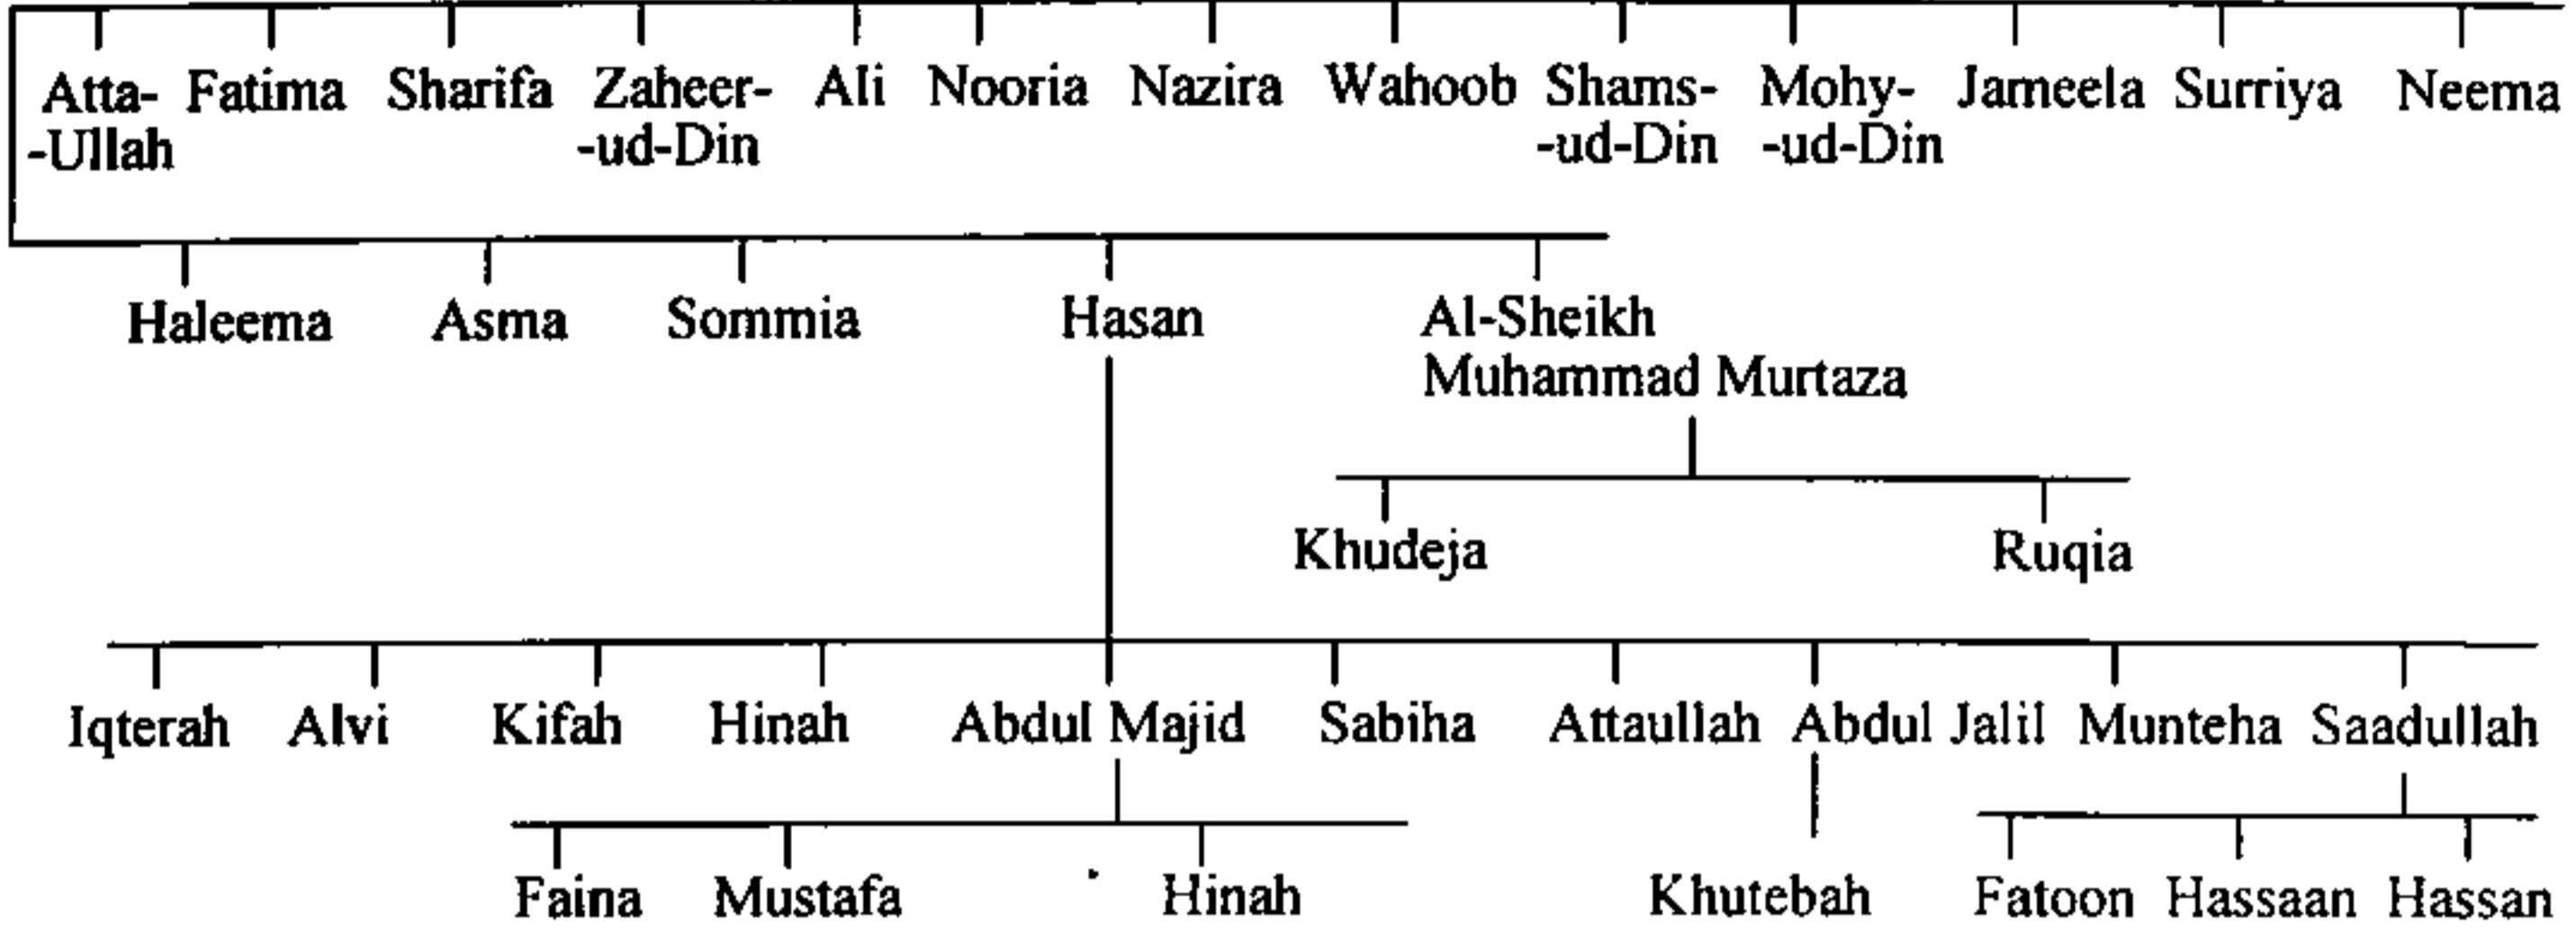 Atta- Fatima Sharifa Zaheer- Ali Nooria Nazira Wahoob Shams- Mohy- Jameela Surriya Neema
-Ullah -ud-Din -ud-Din -ud-Din
Haleema Asma Sommia Hasan Al-Sheikh
Muhammad Murtaza
Khudeja Ruqia
Iqterah Alvi Kifah Hinah Abdul Majid Sabiha Attaullah Abdul Jalil Munteha Saadullah
Faina Mustafa Hinah Khutebah Fatoon Hassaan Hassan